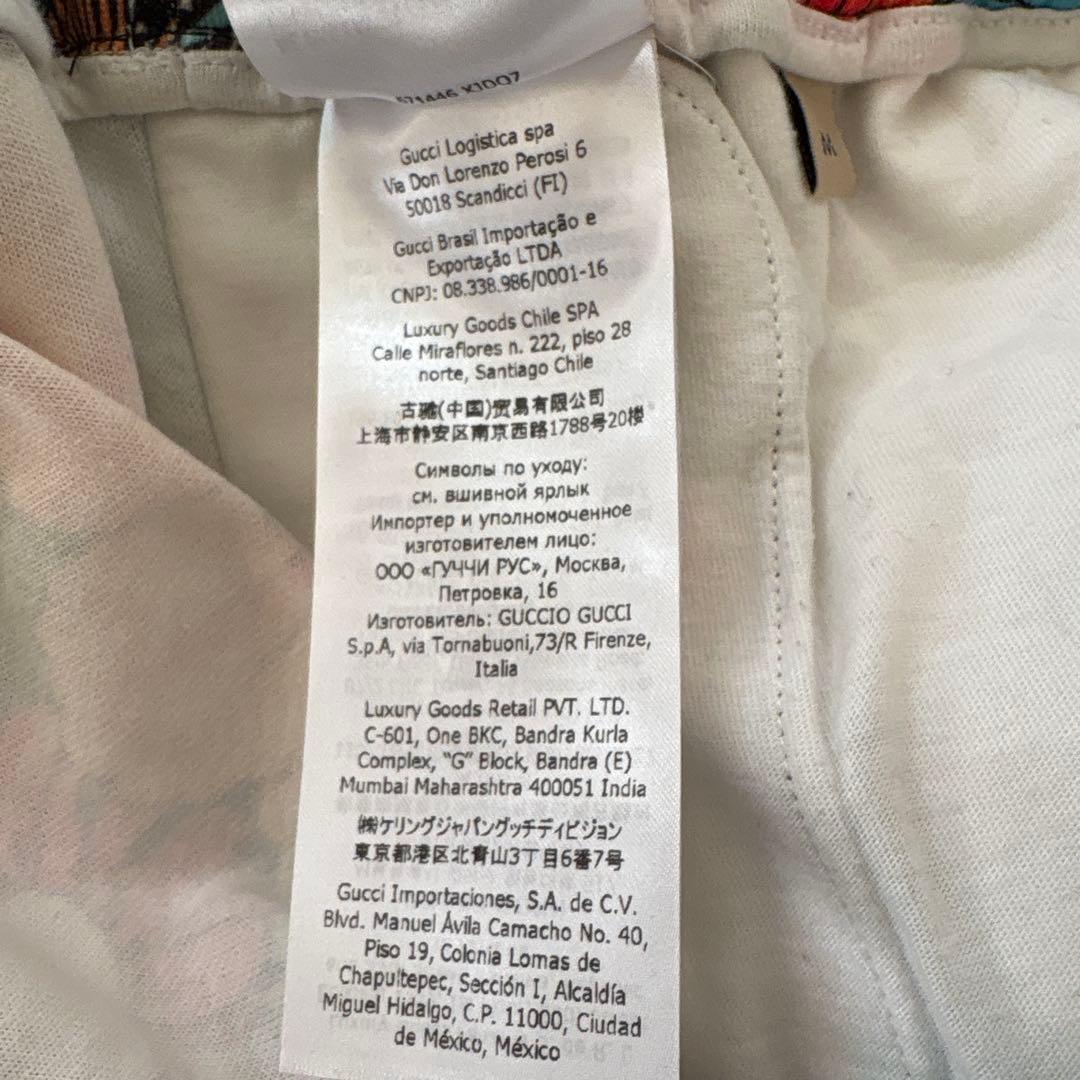 671446 XJDQ7
Gucci Logistica spa
Via Don Lorenzo Perosi 6
50018 Scandicci (FI)
Gucci Brasil Importação e
Exportação LTDA
CNPJ: 08.338.986/0001-16
Luxury Goods Chile SPA
Calle Miraflores n. 222, piso 28
norte, Santiago Chile
古驰(中国)贸易有限公司
上海市静安区南京西路1788号20楼
Символы по уходу:
см. вшивной ярлык
Импортер и уполномоченное
изготовителем лицо:
ООО «ГУЧЧИ РУС», Москва,
Петровка, 16
Изготовитель: GUCCIO GUCCI
S.p.A, via Tornabuoni,73/R Firenze,
Italia
Luxury Goods Retail PVT. LTD.
C-601, One BKC, Bandra Kurla
Complex, "G" Block, Bandra (E)
Mumbai Maharashtra 400051 India
㈱ケリングジャパングッチディビジョン
東京都港区北青山3丁目6番7号
Gucci Importaciones, S.A. de C.V.
Blvd. Manuel Ávila Camacho No. 40,
Piso 19, Colonia Lomas de
Chapultepec, Sección I, Alcaldía
Miguel Hidalgo, C.P. 11000, Ciudad
de México, México
M